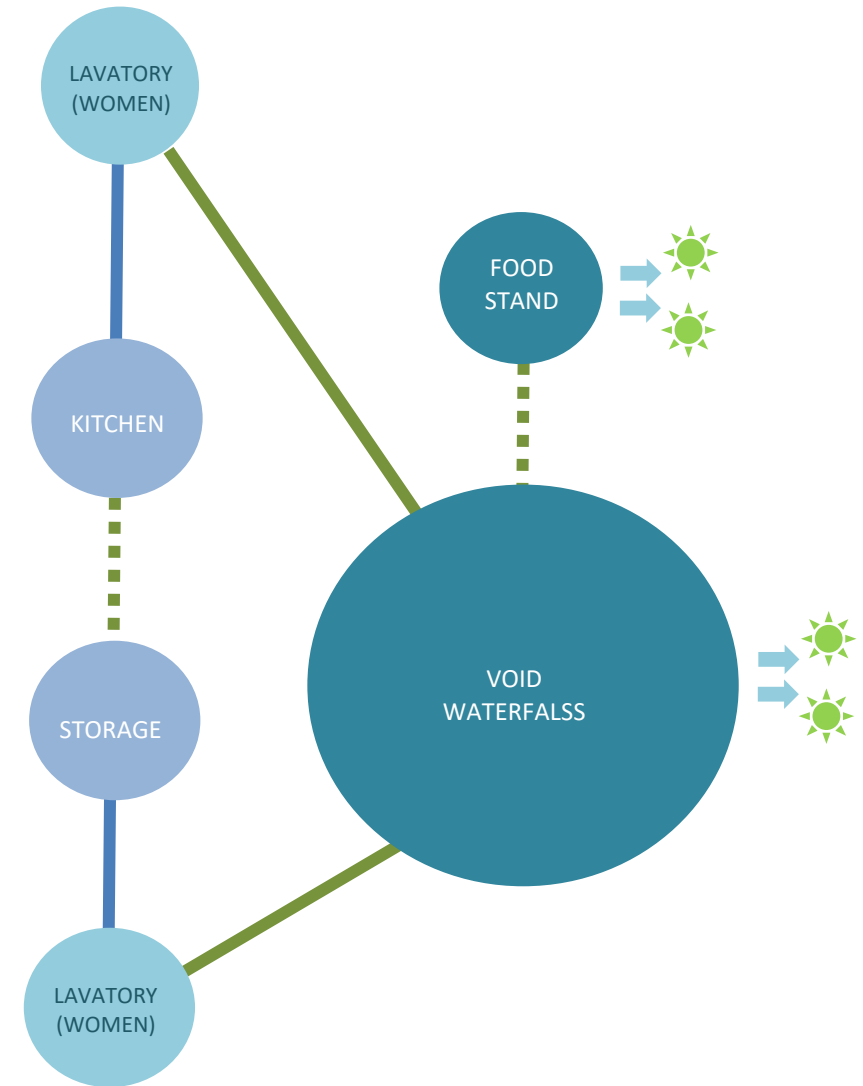 LAVATORY
(WOMEN)
FOOD
STAND
KITCHEN
VOID
WATERFALSS
STORAGE
LAVATORY
(WOMEN)